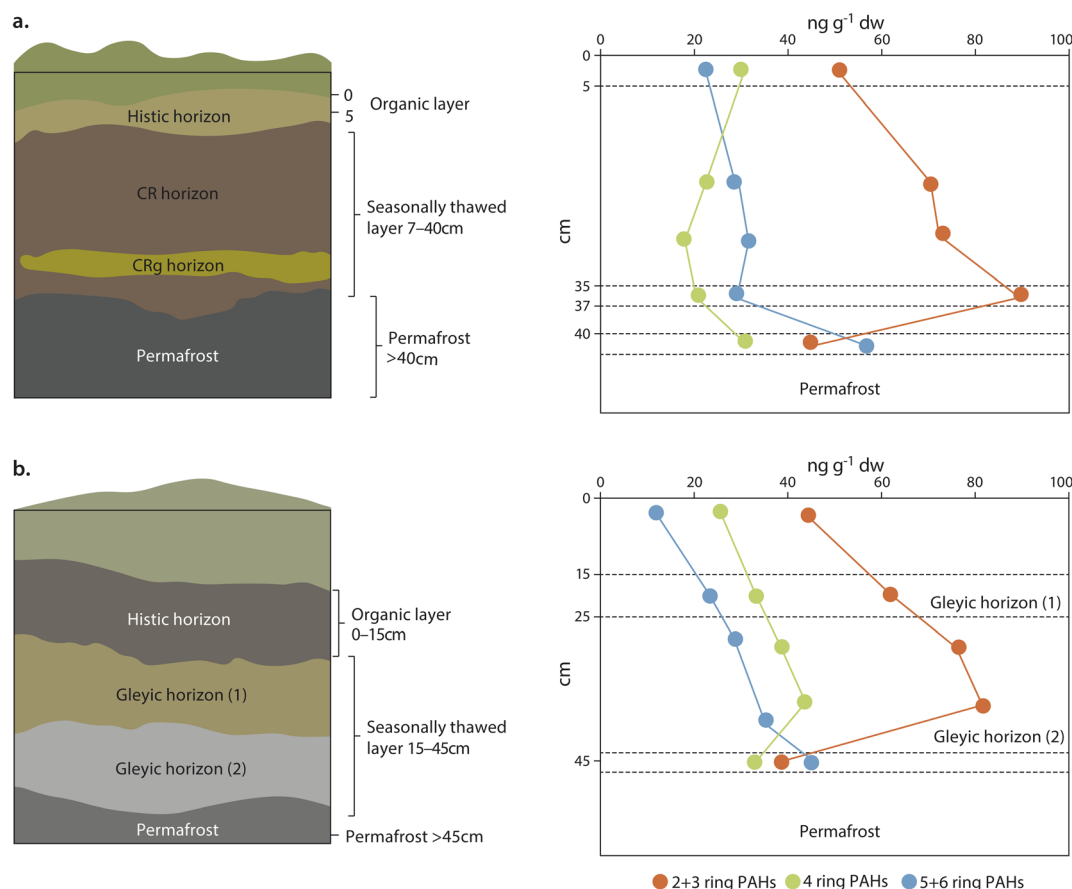 a.
0
5
Organic layer
Histic horizon
CR horizon
Seasonally thawed
layer 7–40cm
CRg horizon
Permafrost
Permafrost
>40cm
ng g-1 dw
0
20
40
60
80
100
0
5
cm
35
37
40
Permafrost
b.
Histic horizon
Organic layer
0–15cm
Gleyic horizon (1)
Seasonally thawed
layer 15–45cm
Gleyic horizon (2)
Permafrost
Permafrost >45cm
ng g-1 dw
0
20
40
60
80
100
0
15
Gleyic horizon (1)
25
cm
Gleyic horizon (2)
45
Permafrost
2+3 ring PAHs
4 ring PAHs
5+6 ring PAHs